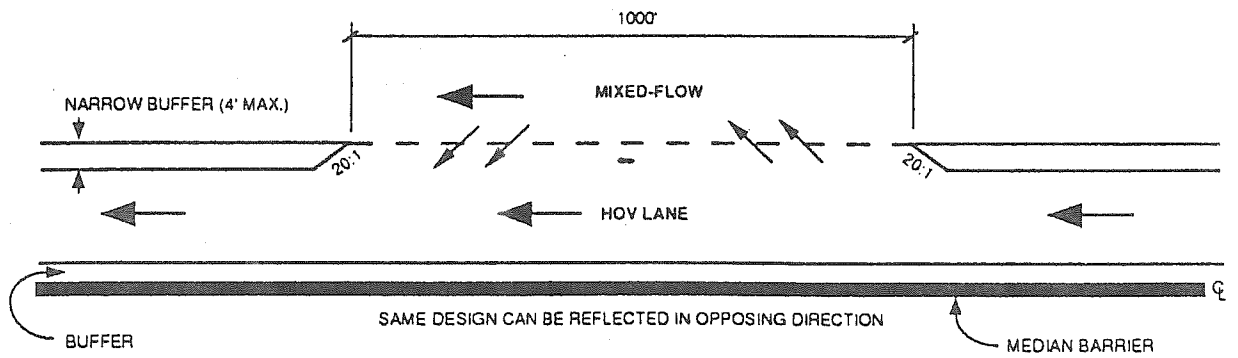 1000'
MIXED-FLOW
NARROW BUFFER (4' MAX.)
20:1
20:1
HOV LANE
℄
SAME DESIGN CAN BE REFLECTED IN OPPOSING DIRECTION
BUFFER
MEDIAN BARRIER